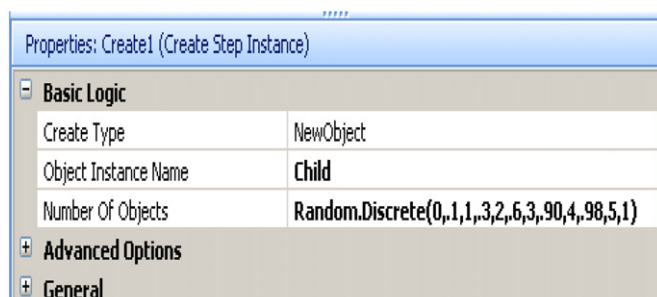 Properties: Create1 (Create Step Instance)
Basic Logic
Create Type NewObject
Object Instance Name Child
Number Of Objects Random.Discrete(0,.1,1,.3,2,.6,3,.90,4,.98,5,1)
Advanced Options
General